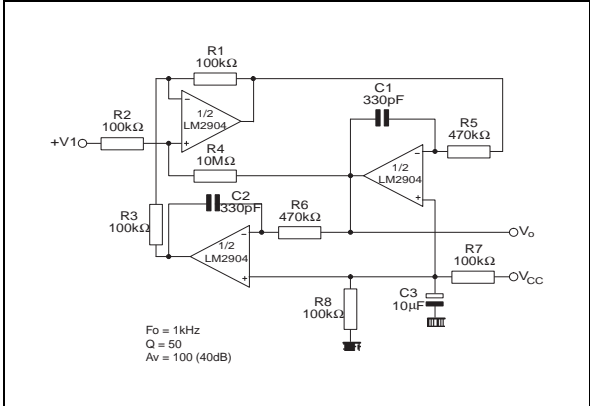 R1
100kΩ
R2
100kΩ
+V1
1/2
LM2904
R4
10MΩ
C1
330pF
R5
470kΩ
1/2
LM2904
C2
330pF
R6
470kΩ
R3
100kΩ
1/2
LM2904
Vo
R7
100kΩ
VCC
R8
100kΩ
C3
10µF
Fo = 1kHz
Q = 50
Av = 100 (40dB)